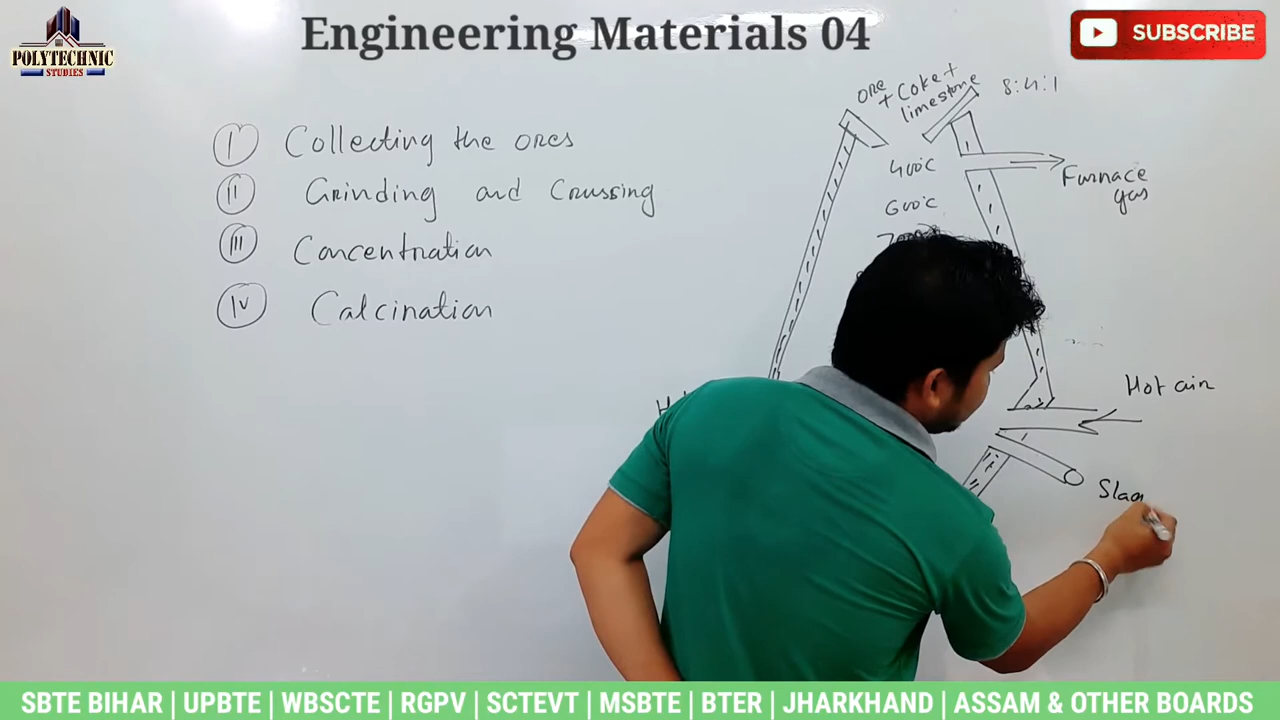 Engineering Materials 04
POLYTECHNIC
STUDIES
SUBSCRIBE
ORE + Coke +
limestone
8:4:1
I Collecting the ORES
II Grinding and Crussing
III Concentration
IV Calcination
400°C
600°C
Furnace
gas
Hot air
Slag
SBTE BIHAR | UPBTE | WBSCTE | RGPV | SCTEVT | MSBTE | BTER | JHARKHAND | ASSAM & OTHER BOARDS